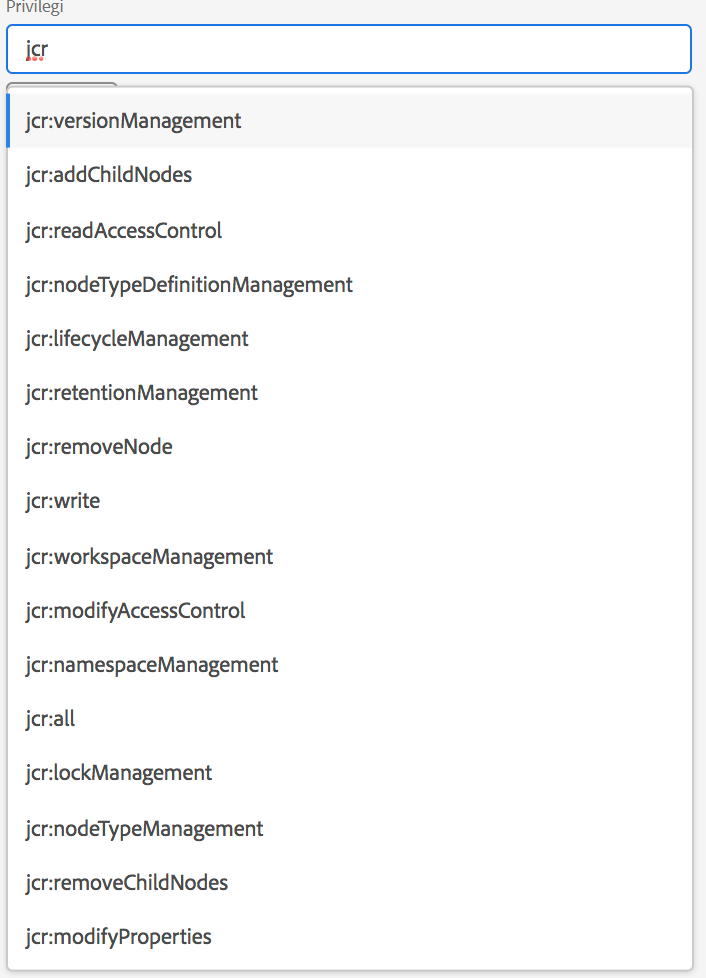 Privilegi
jcr
jcr:versionManagement
jcr:addChildNodes
jcr:readAccessControl
jcr:nodeTypeDefinitionManagement
jcr:lifecycleManagement
jcr:retentionManagement
jcr:removeNode
jcr:write
jcr:workspaceManagement
jcr:modifyAccessControl
jcr:namespaceManagement
jcr:all
jcr:lockManagement
jcr:nodeTypeManagement
jcr:removeChildNodes
jcr:modifyProperties